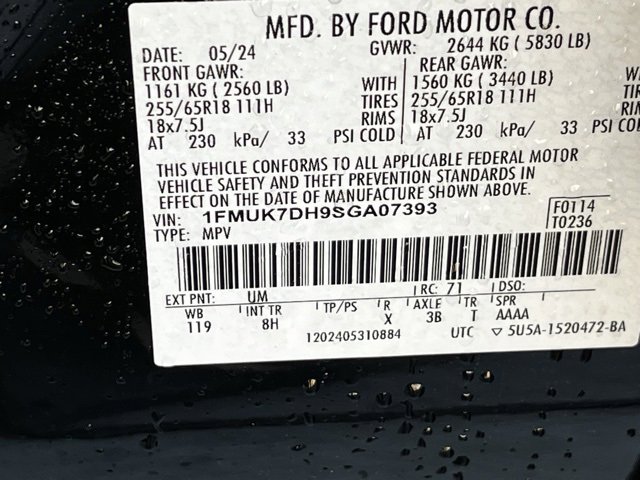 MFD. BY FORD MOTOR CO.
DATE: 05/24 GVWR: 2644 KG ( 5830 LB)
FRONT GAWR: REAR GAWR:
1161 KG ( 2560 LB) WITH 1560 KG ( 3440 LB) WITH
255/65R18 111H TIRES 255/65R18 111H
18x7.5J RIMS 18x7.5J
AT 230 kPa/ 33 PSI COLD AT 230 kPa/ 33 PSI COLD
THIS VEHICLE CONFORMS TO ALL APPLICABLE FEDERAL MOTOR
VEHICLE SAFETY AND THEFT PREVENTION STANDARDS IN
EFFECT ON THE DATE OF MANUFACTURE SHOWN ABOVE.
VIN: 1FMUK7DH9SGA07393 F0114
TYPE: MPV T0236
EXT PNT: UM RC: 71 DSO:
WB INT TR TP/PS R AXLE TR SPR
119 8H X 3B T AAAA
1202405310884 UTC ▽ 5U5A-1520472-BA